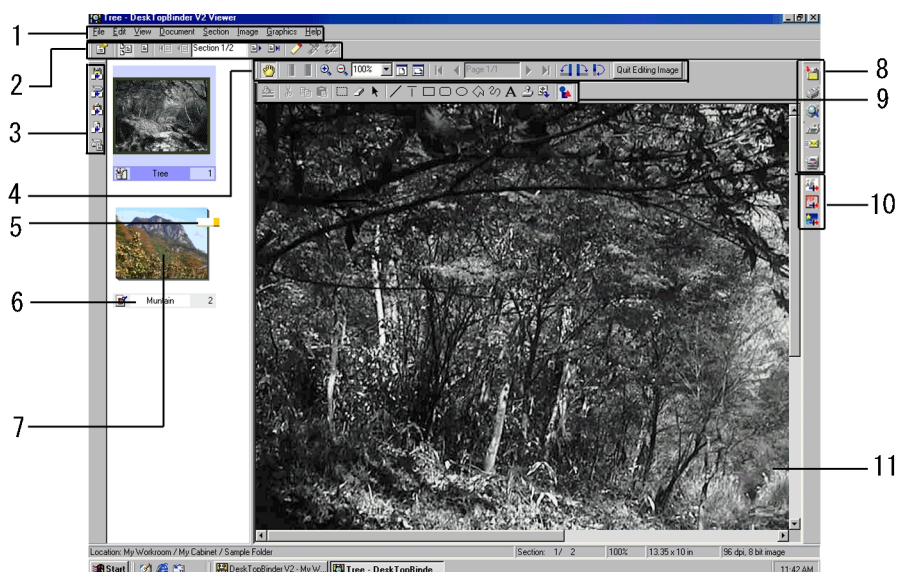 Tree - DeskTopBinder V2 Viewer
File Edit View Document Section Image Graphics Help
Section 1/2
100% Page 1/1 Quit Editing Image
Tree 1
Muntain 2
Location: My Workroom / My Cabinet / Sample Folder Section: 1/ 2 100% 13.35 x 10 in 96 dpi, 8 bit image
Start DeskTopBinder V2 - My W... Tree - DeskTopBinde... 11:42 AM
1
2
3
4
5
6
7
8
9
10
11